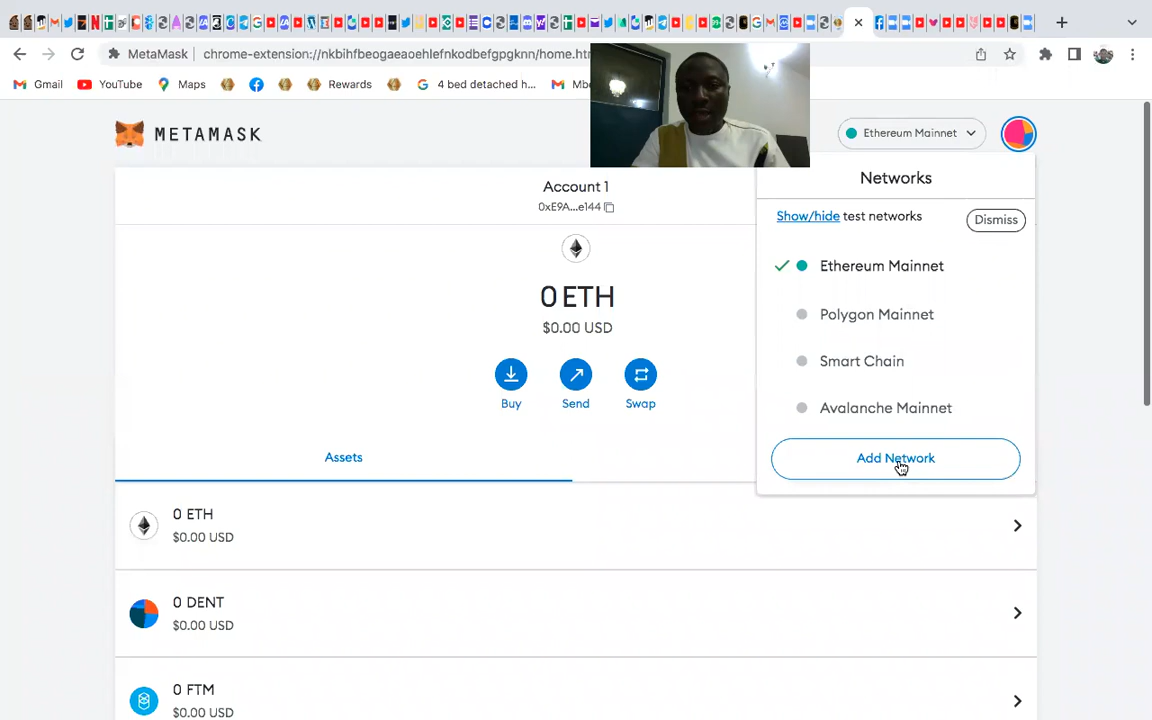 MetaMask
chrome-extension://nkbihfbeogaeaoehlefnkodbefgpgknn/home.htm
Gmail
YouTube
Maps
Rewards
4 bed detached h...
Mbe
METAMASK
Ethereum Mainnet
Account 1
0xE9A...e144
0 ETH
$0.00 USD
Buy
Send
Swap
Networks
Show/hide test networks
Dismiss
Ethereum Mainnet
Polygon Mainnet
Smart Chain
Avalanche Mainnet
Add Network
Assets
0 ETH
$0.00 USD
0 DENT
$0.00 USD
0 FTM
$0.00 USD